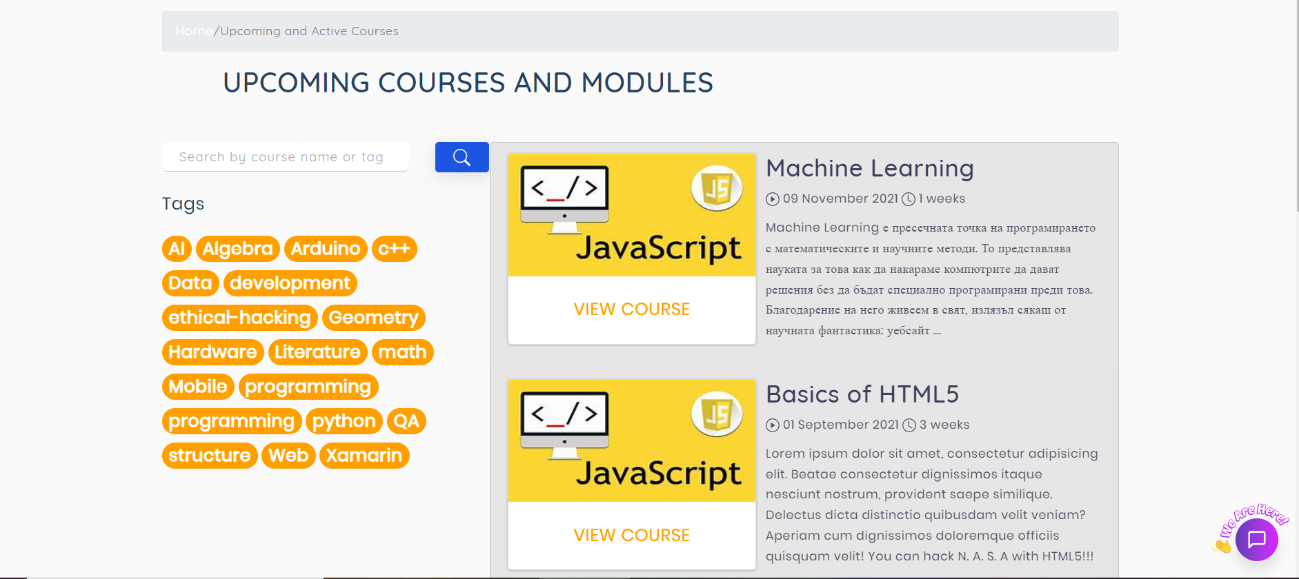 Home/Upcoming and Active Courses
UPCOMING COURSES AND MODULES
Search by course name or tag
Tags
AI Algebra Arduino c++
Data development
ethical-hacking Geometry
Hardware Literature math
Mobile programming
programming python QA
structure Web Xamarin
<_/>
JS
JavaScript
VIEW COURSE
Machine Learning
09 November 2021 1 weeks
Machine Learning е пресечната точка на програмирането
с математическите и научните методи. То представлява
науката за това как да накараме компютрите да дават
решения без да бъдат специално програмирани преди това.
Благодарение на него живеем в свят, излязъл сякаш от
научната фантастика: уебсайт ...
<_/>
JS
JavaScript
VIEW COURSE
Basics of HTML5
01 September 2021 3 weeks
Lorem ipsum dolor sit amet, consectetur adipisicing
elit. Beatae consectetur dignissimos itaque
nesciunt nostrum, provident saepe similique.
Delectus dicta distinctio quibusdam velit veniam?
Aperiam cum dignissimos doloremque officiis
quisquam velit! You can hack N. A. S. A with HTML5!!!
We Are Here!